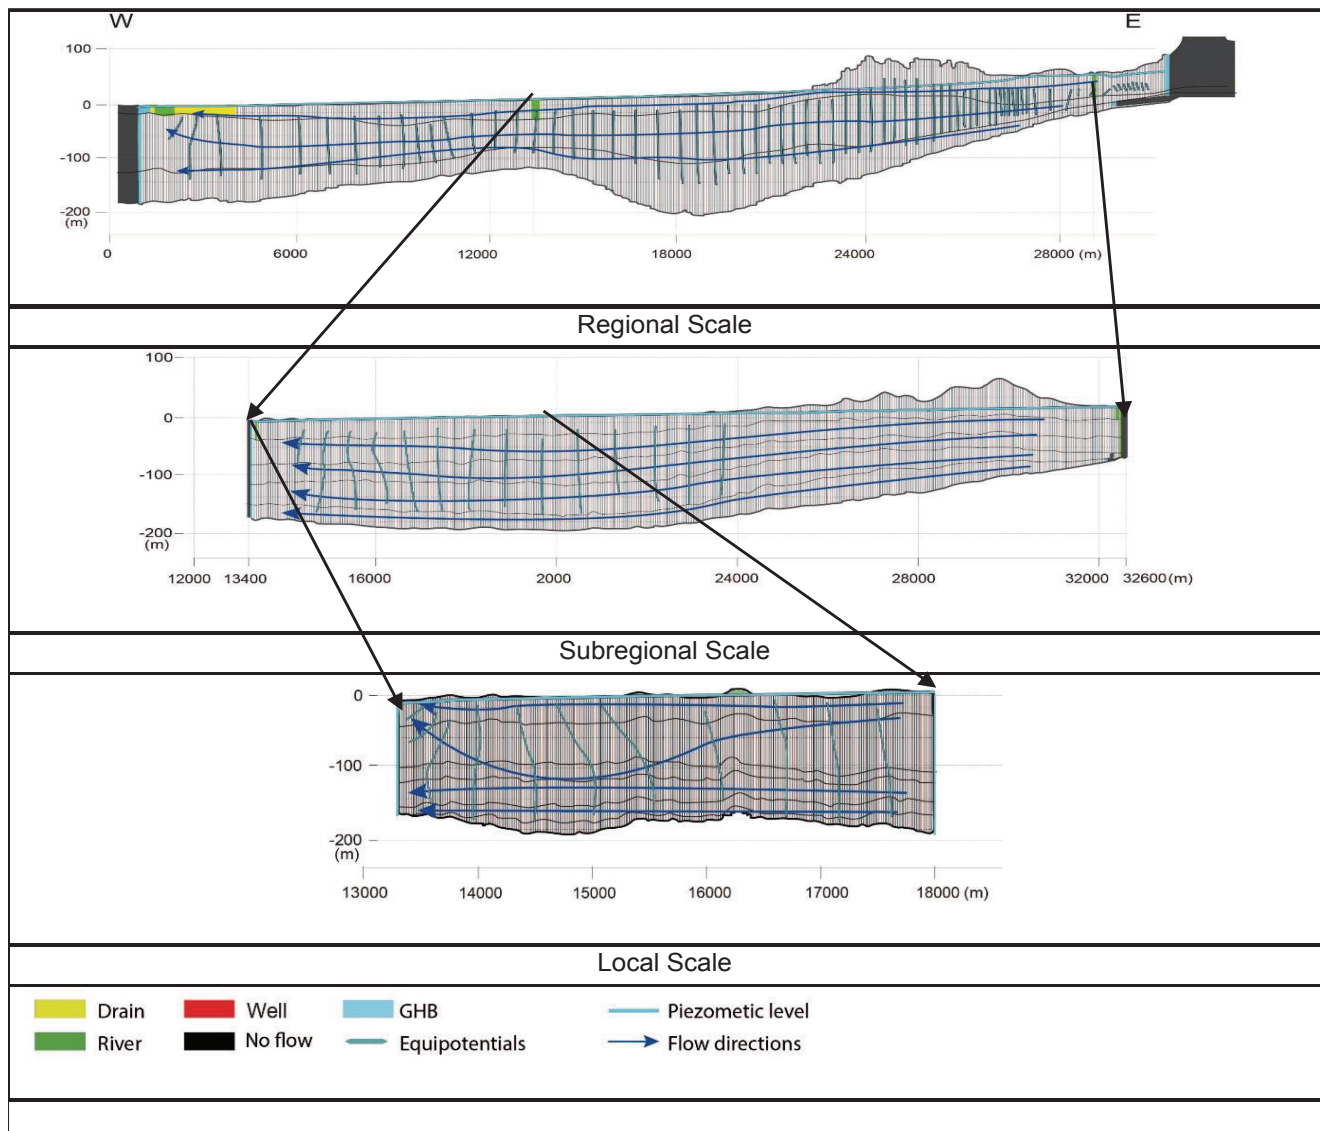 W E
100
0
-100
-200
(m)
0 6000 12000 18000 24000 28000 (m)
Regional Scale
100
0
-100
-200
(m)
12000 13400 16000 2000 24000 28000 32000 32600 (m)
Subregional Scale
0
-100
-200
(m)
13000 14000 15000 16000 17000 18000 (m)
Local Scale
Drain Well GHB Piezometic level
River No flow Equipotentials Flow directions